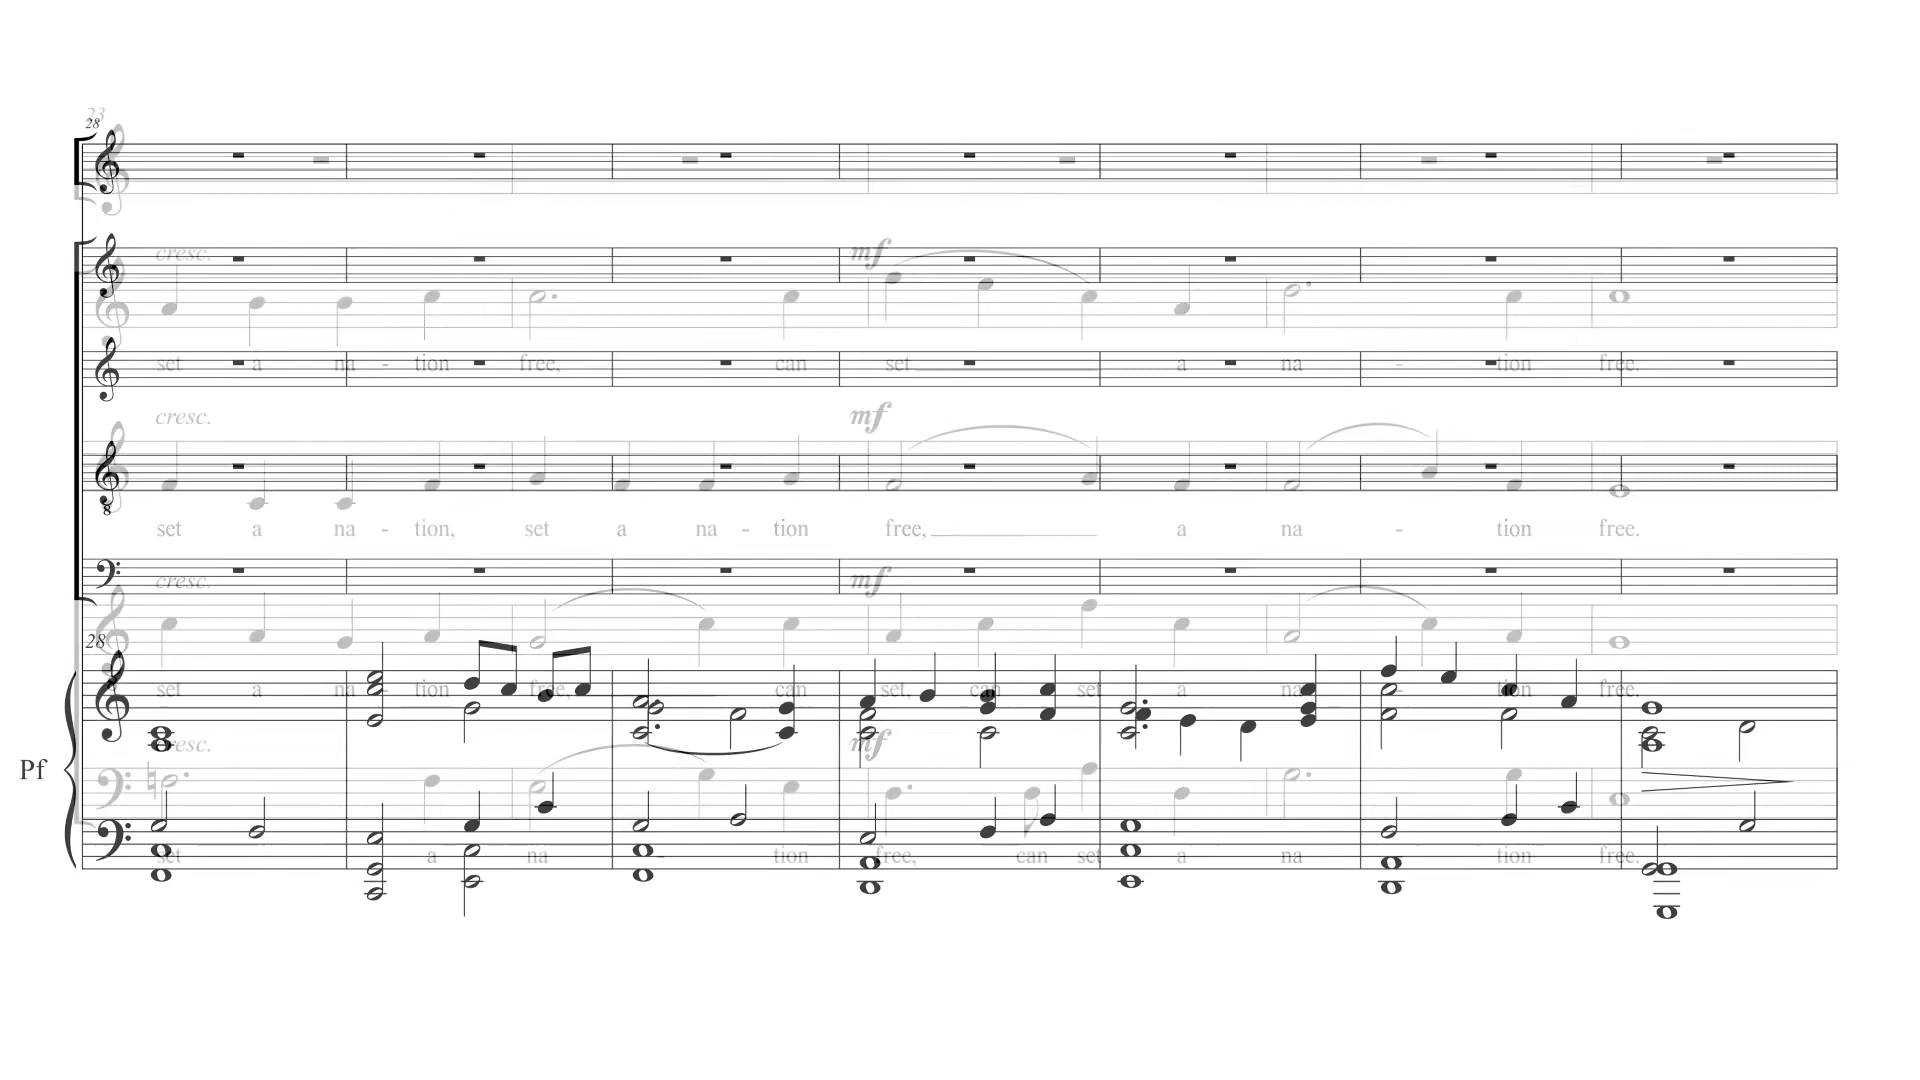 23
28
cresc. mf
set a na - tion free, can set a na - tion free.
cresc. mf
set a na - tion, set a na - tion free, a na - tion free.
cresc. mf
28
set a na - tion free, can set, can set a na - tion free.
cresc. mf
Pf
set a na - tion free, can set a na - tion free.